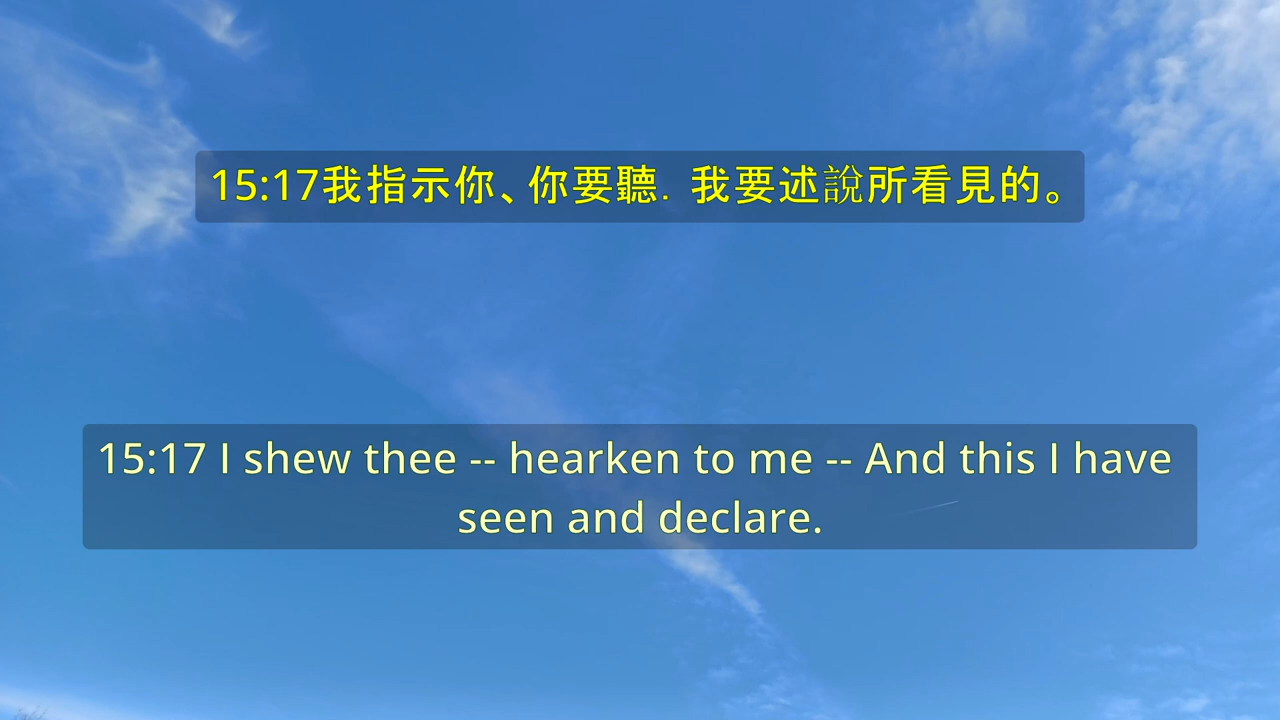 15:17我指示你、你要聽．我要述說所看見的。
15:17 I shew thee -- hearken to me -- And this I have
seen and declare.